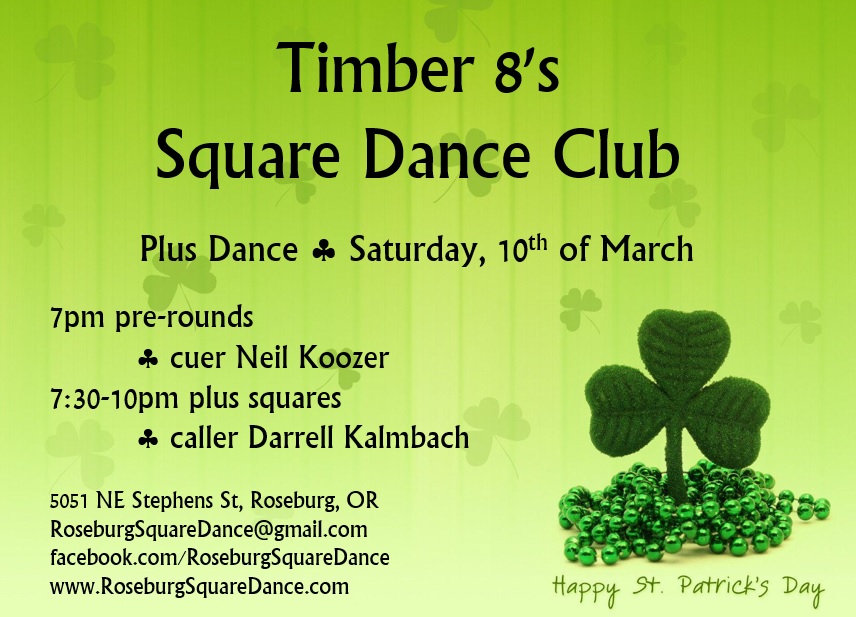 Timber 8's
Square Dance Club
Plus Dance ♣ Saturday, 10th of March
7pm pre-rounds
♣ cuer Neil Koozer
7:30-10pm plus squares
♣ caller Darrell Kalmbach
5051 NE Stephens St, Roseburg, OR
RoseburgSquareDance@gmail.com
facebook.com/RoseburgSquareDance
www.RoseburgSquareDance.com
Happy St. Patrick's Day